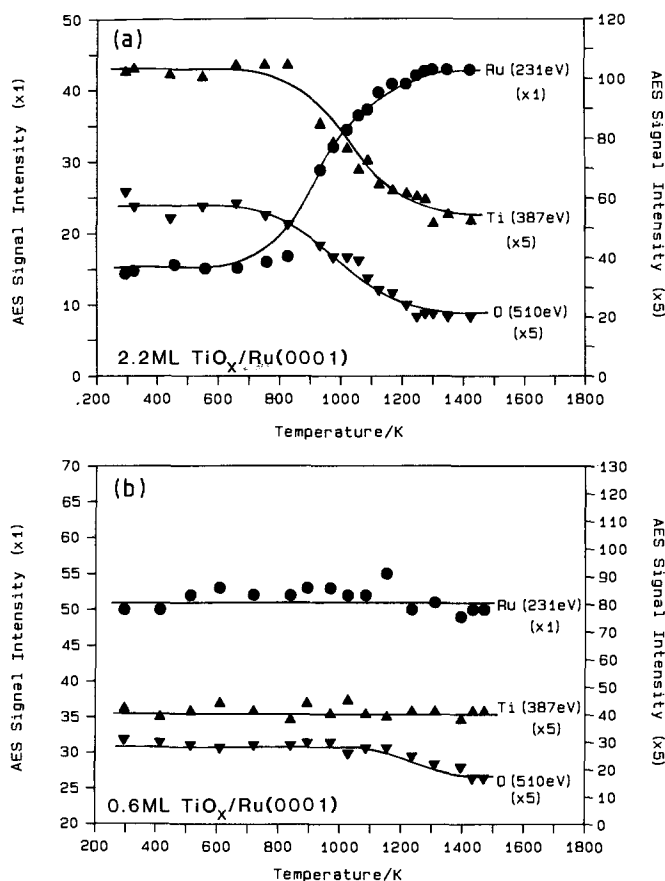 (a)
50
45
40
30
20
10
0
120
100
80
60
40
20
0
AES Signal Intensity (x1)
AES Signal Intensity (x5)
Ru (231eV)
(x1)
Ti (387eV)
(x5)
O (510eV)
(x5)
2.2ML TiOx/Ru(0001)
.200 400 600 800 1000 1200 1400 1600 1800
Temperature/K
(b)
70
65
60
55
50
45
40
35
30
25
20
130
120
110
100
90
80
70
60
50
40
30
20
10
0
AES Signal Intensity (x1)
AES Signal Intensity (x5)
Ru (231eV)
(x1)
Ti (387eV)
(x5)
O (510eV)
(x5)
0.6ML TiOx/Ru(0001)
200 400 600 800 1000 1200 1400 1600 1800
Temperature/K